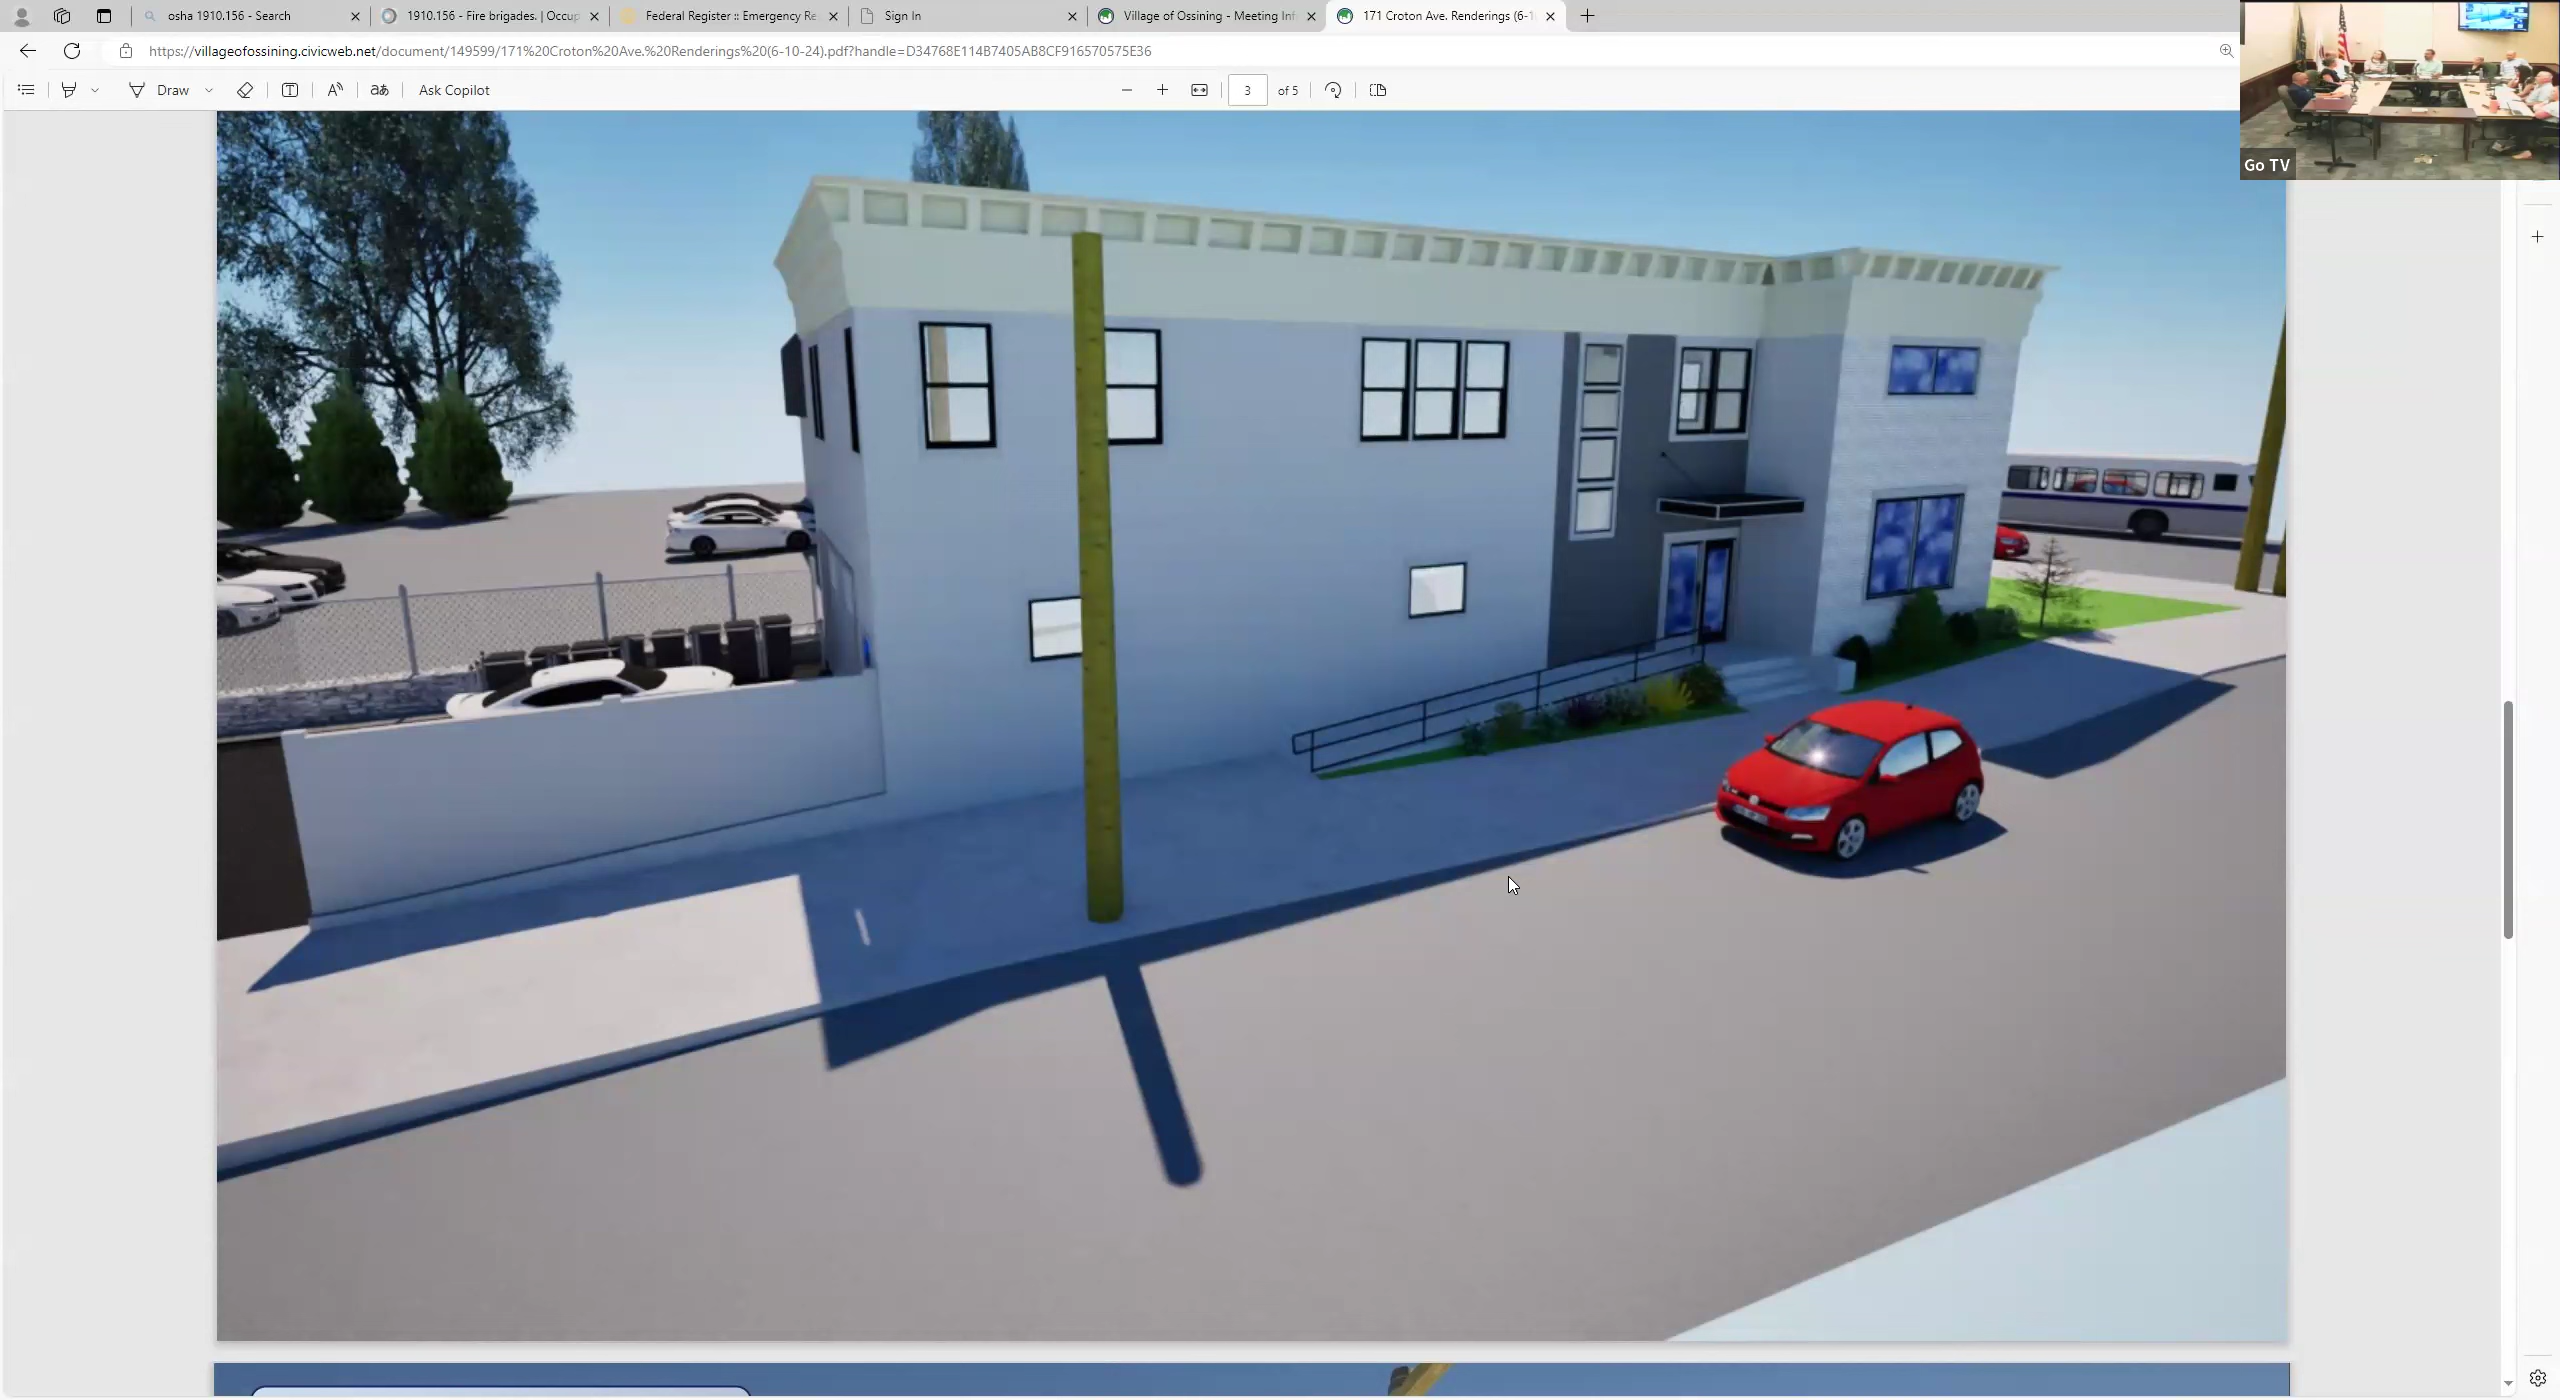 osha 1910.156 - Search
1910.156 - Fire brigades. | Occup
Federal Register :: Emergency Re
Sign In
Village of Ossining - Meeting Inf
171 Croton Ave. Renderings (6-1
https://villageofossining.civicweb.net/document/149599/171%20Croton%20Ave.%20Renderings%20(6-10-24).pdf?handle=D34768E114B7405AB8CF916570575E36
Draw
Ask Copilot
3 of 5
Go TV